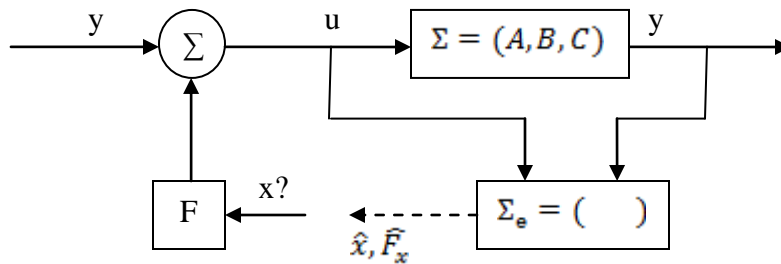 y
Σ
u
Σ = (A, B, C)
y
F
x?
x̂, F̂ₓ
Σₑ = ( )